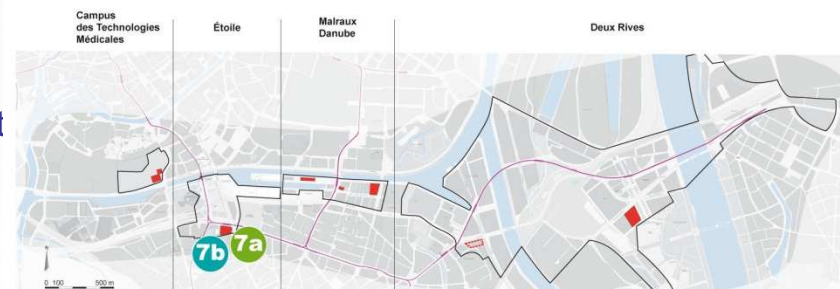 Campus
des Technologies
Médicales
Étoile
Malraux
Danube
Deux Rives
7b
7a
0 100 500 m